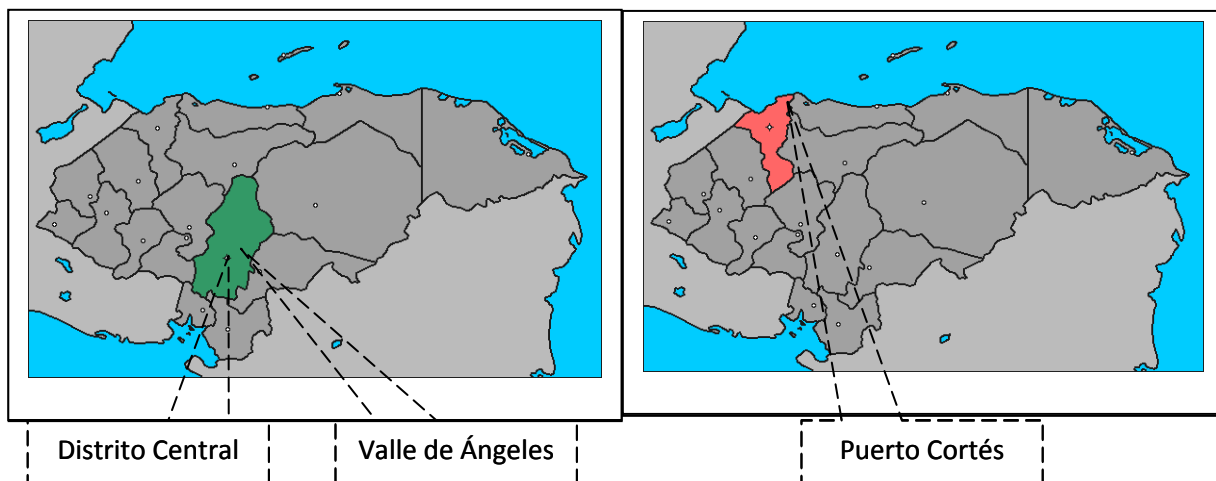 Distrito Central
Valle de Ángeles
Puerto Cortés